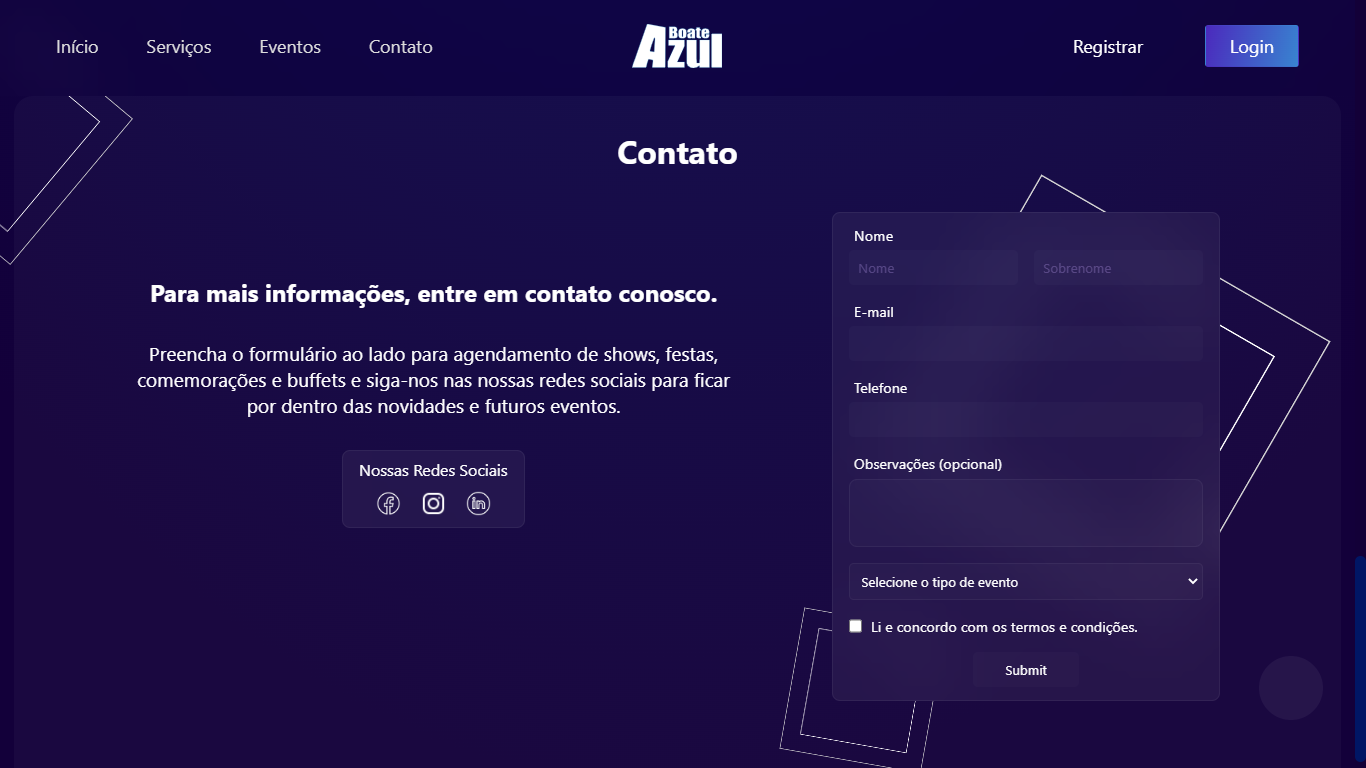 Início
Serviços
Eventos
Contato
Boate
Azul
Registrar
Login
Contato
Para mais informações, entre em contato conosco.
Preencha o formulário ao lado para agendamento de shows, festas,
comemorações e buffets e siga-nos nas nossas redes sociais para ficar
por dentro das novidades e futuros eventos.
Nossas Redes Sociais
Nome
Nome
Sobrenome
E-mail
Telefone
Observações (opcional)
Selecione o tipo de evento
Li e concordo com os termos e condições.
Submit